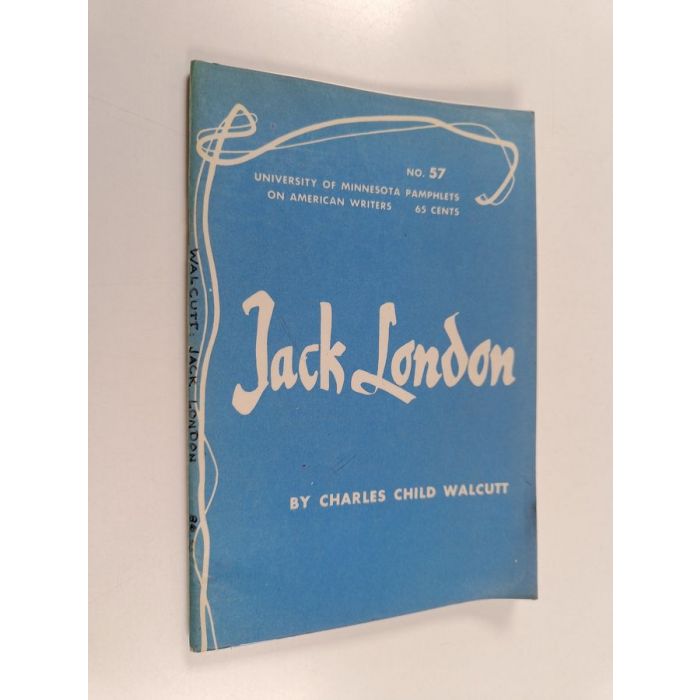 NO. 57
UNIVERSITY OF MINNESOTA PAMPHLETS
ON AMERICAN WRITERS 65 CENTS
Jack London
BY CHARLES CHILD WALCUTT
WALCUTT: JACK LONDON